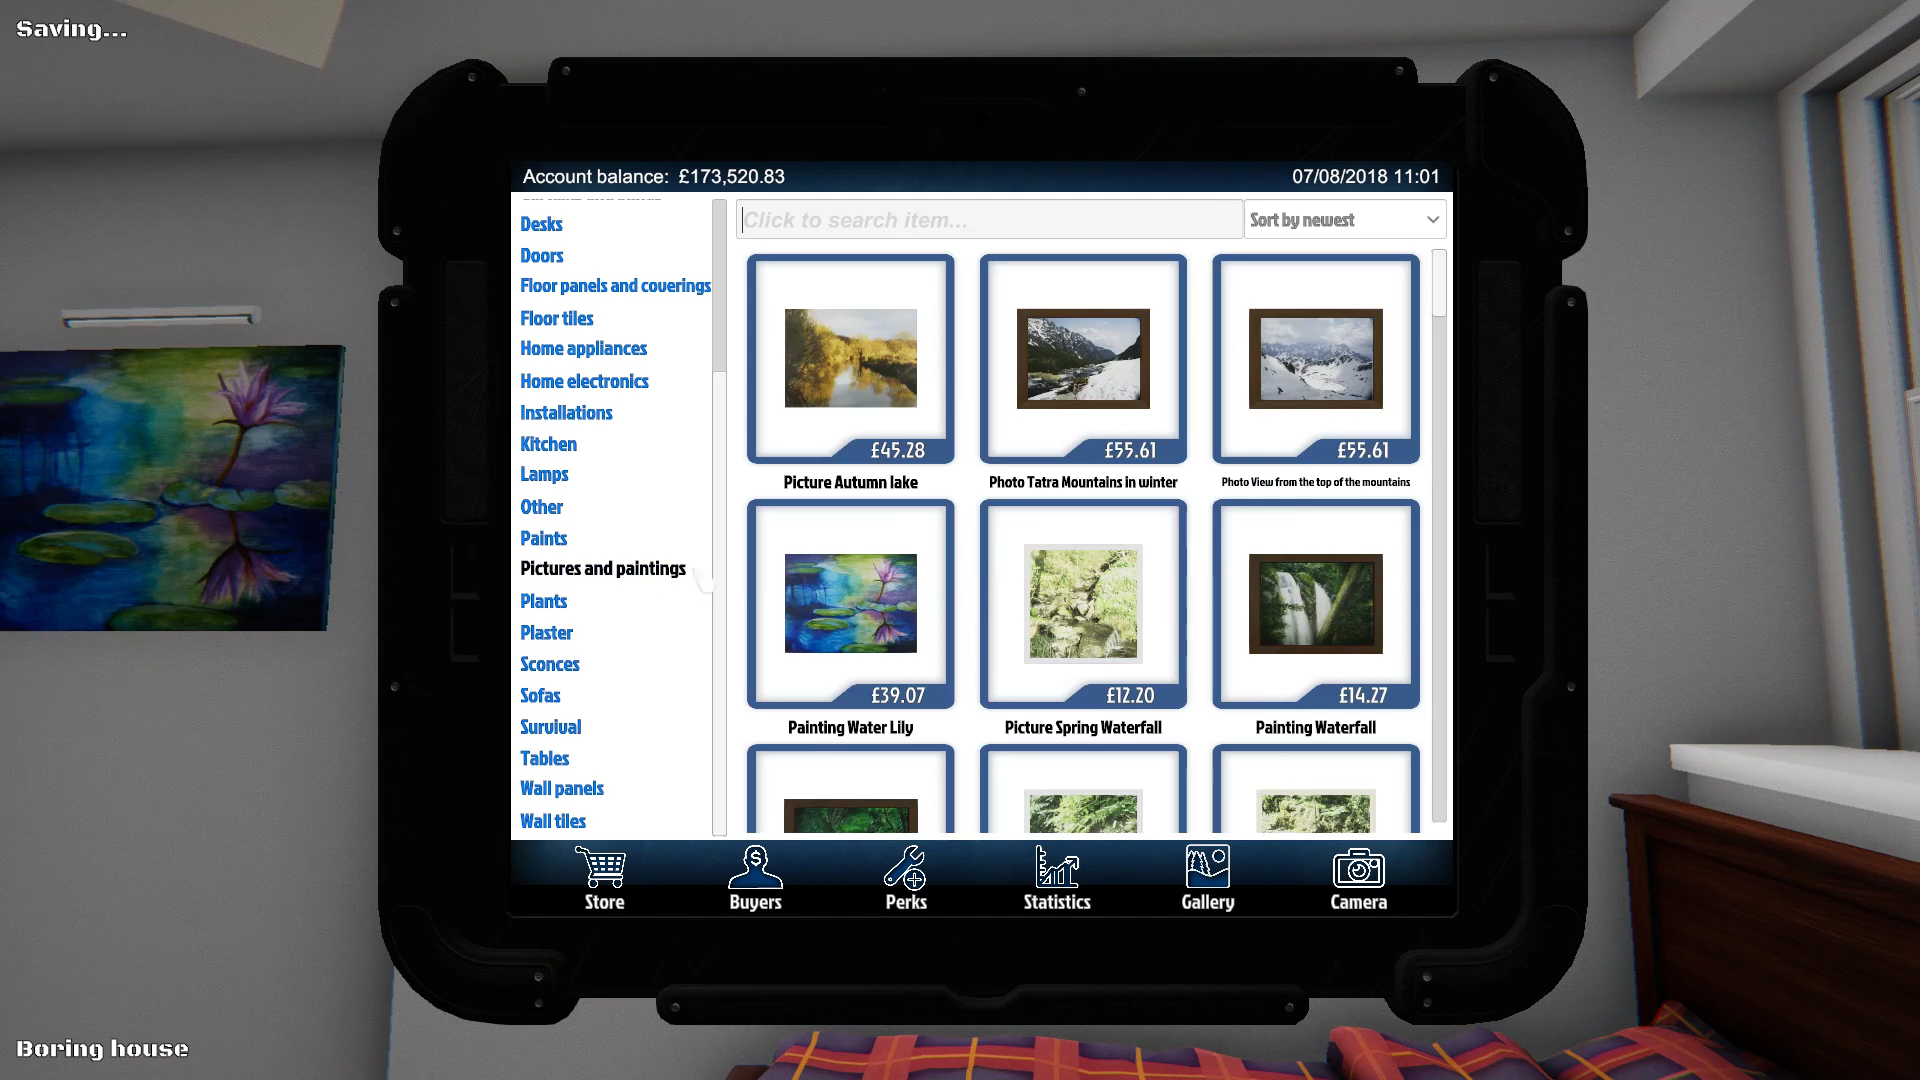 Saving...
Account balance: £173,520.83
07/08/2018 11:01
Click to search item...
Sort by newest
Desks
Doors
Floor panels and coverings
Floor tiles
Home appliances
Home electronics
Installations
Kitchen
Lamps
Other
Paints
Pictures and paintings
Plants
Plaster
Sconces
Sofas
Survival
Tables
Wall panels
Wall tiles
£45.28
£55.61
£55.61
Picture Autumn lake
Photo Tatra Mountains in winter
Photo View from the top of the mountains
£39.07
£12.20
£14.27
Painting Water Lily
Picture Spring Waterfall
Painting Waterfall
Store
Buyers
Perks
Statistics
Gallery
Camera
Boring house